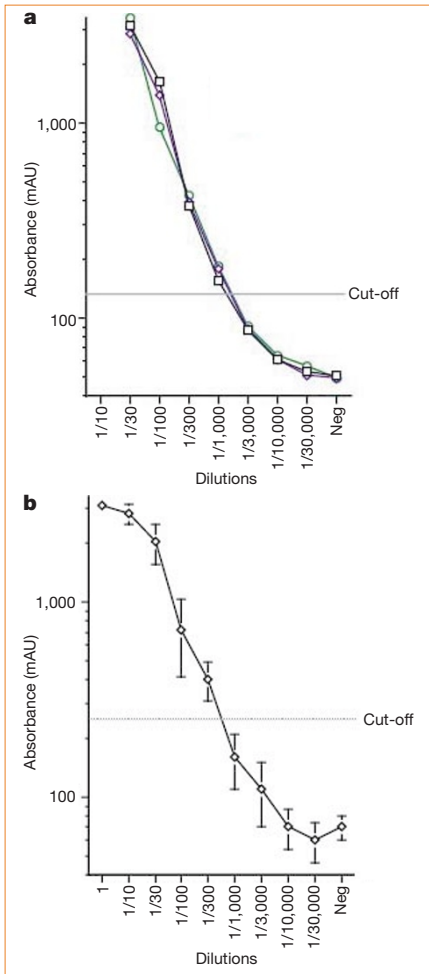 a
1,000
Absorbance (mAU)
Cut-off
100
1/10
1/30
1/100
1/300
1/1,000
1/3,000
1/10,000
1/30,000
Neg
Dilutions
b
1,000
Absorbance (mAU)
Cut-off
100
1
1/10
1/30
1/100
1/300
1/1,000
1/3,000
1/10,000
1/30,000
Neg
Dilutions